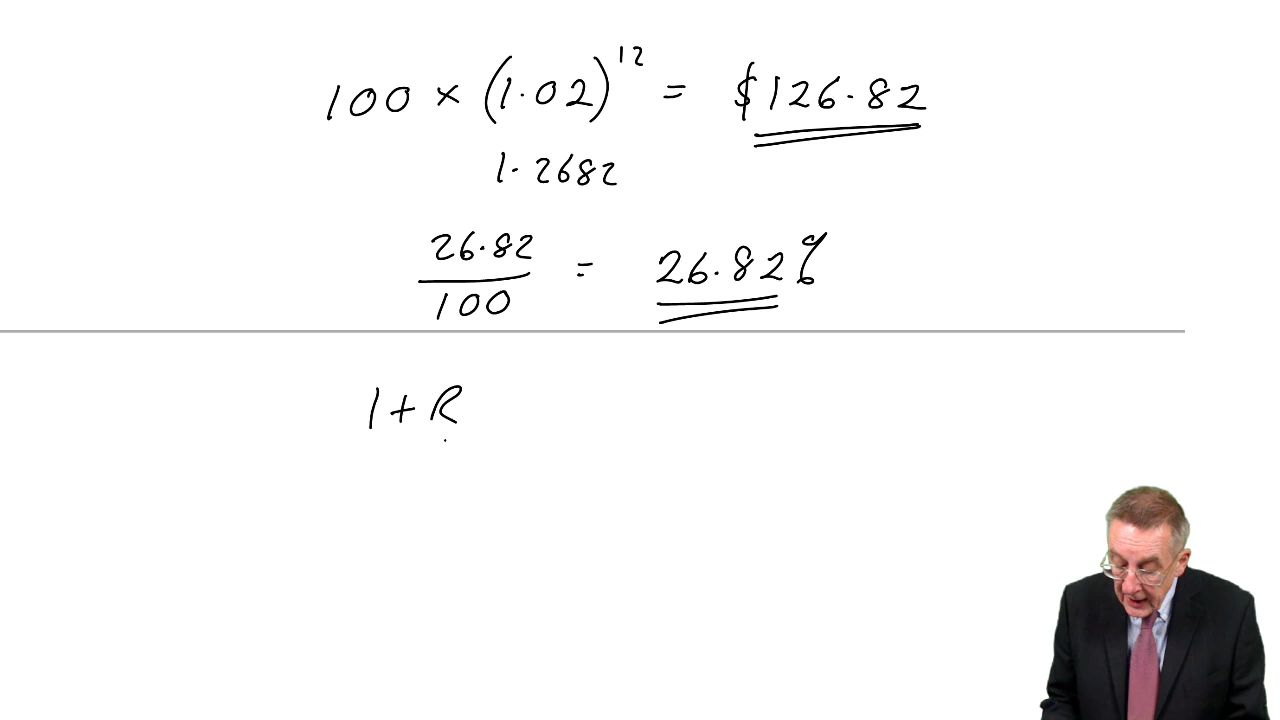 100 × (1.02)^12 = $126.82
1.2682
26.82/100 = 26.82%
1 + R